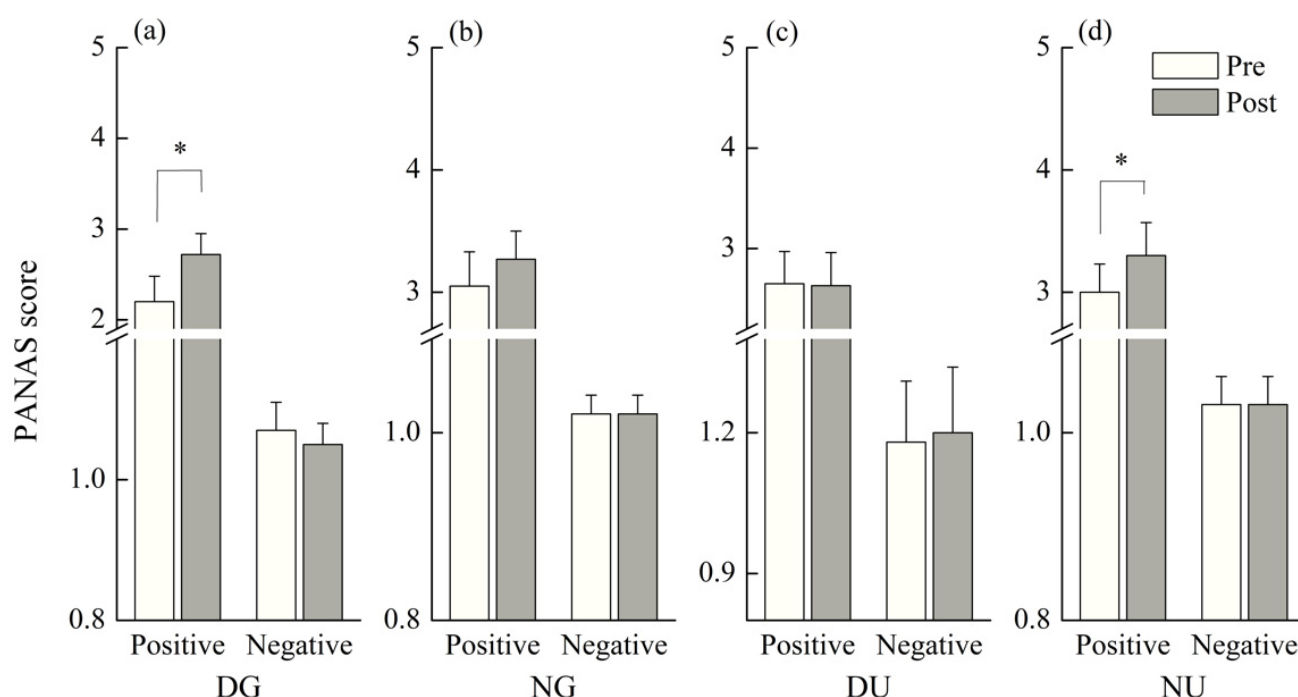 (a)
(b)
(c)
(d)
Pre
Post
PANAS score
5
4
3
2
1.0
0.8
*
Positive
Negative
DG
5
4
3
1.0
0.8
Positive
Negative
NG
5
4
3
1.2
0.9
Positive
Negative
DU
5
4
3
1.0
0.8
*
Positive
Negative
NU